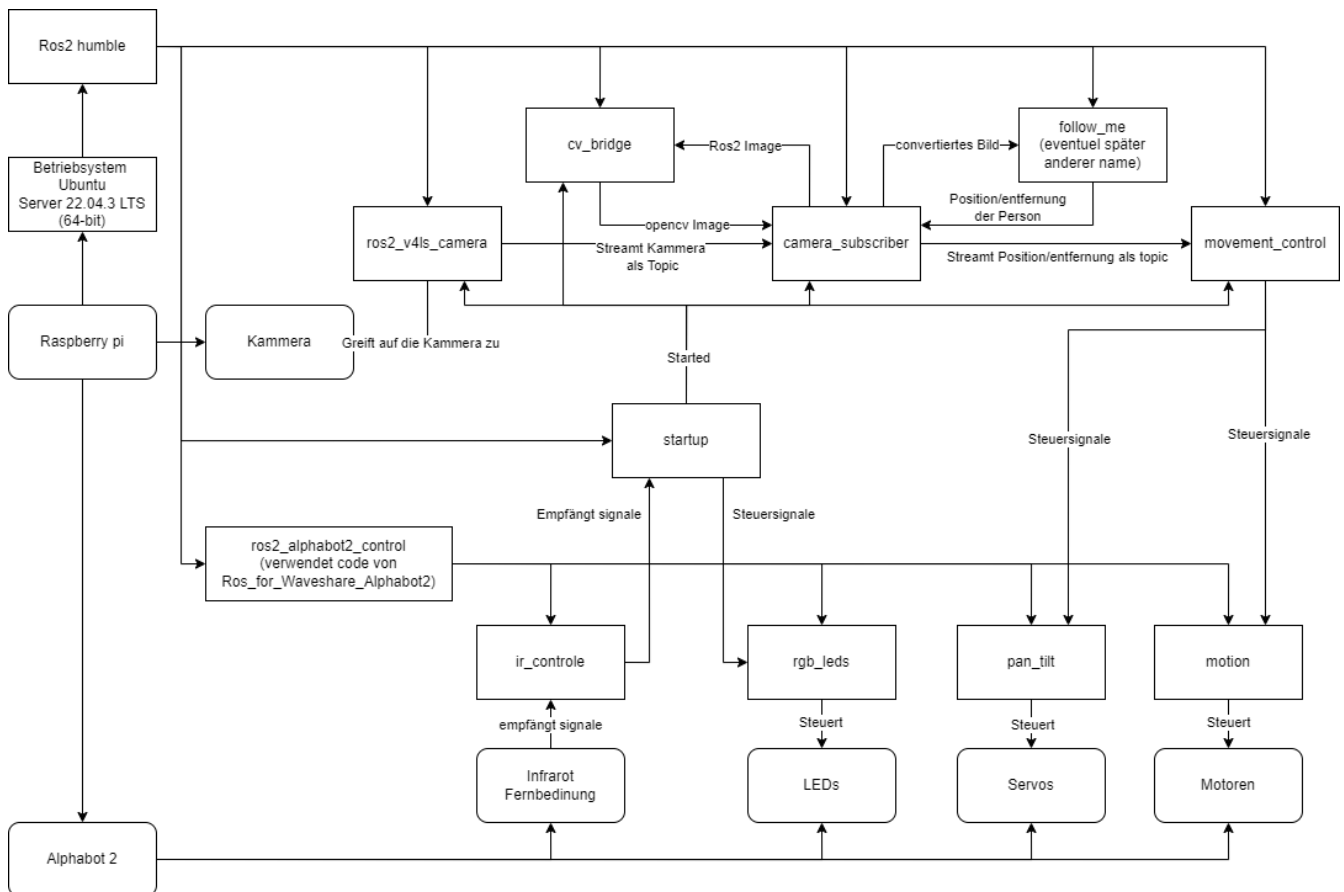 Ros2 humble
Betriebsystem
Ubuntu
Server 22.04.3 LTS
(64-bit)
cv_bridge
Ros2 Image
convertiertes Bild
follow_me
(eventuel später
anderer name)
Position/entfernung
der Person
opencv Image
ros2_v4ls_camera
Streamt Kammera
als Topic
camera_subscriber
Streamt Position/entfernung als topic
movement_control
Raspberry pi
Kammera
Greift auf die Kammera zu
Started
startup
Steuersignale
Steuersignale
Empfängt signale
Steuersignale
ros2_alphabot2_control
(verwendet code von
Ros_for_Waveshare_Alphabot2)
ir_controle
rgb_leds
pan_tilt
motion
empfängt signale
Steuert
Steuert
Steuert
Infrarot
Fernbedinung
LEDs
Servos
Motoren
Alphabot 2